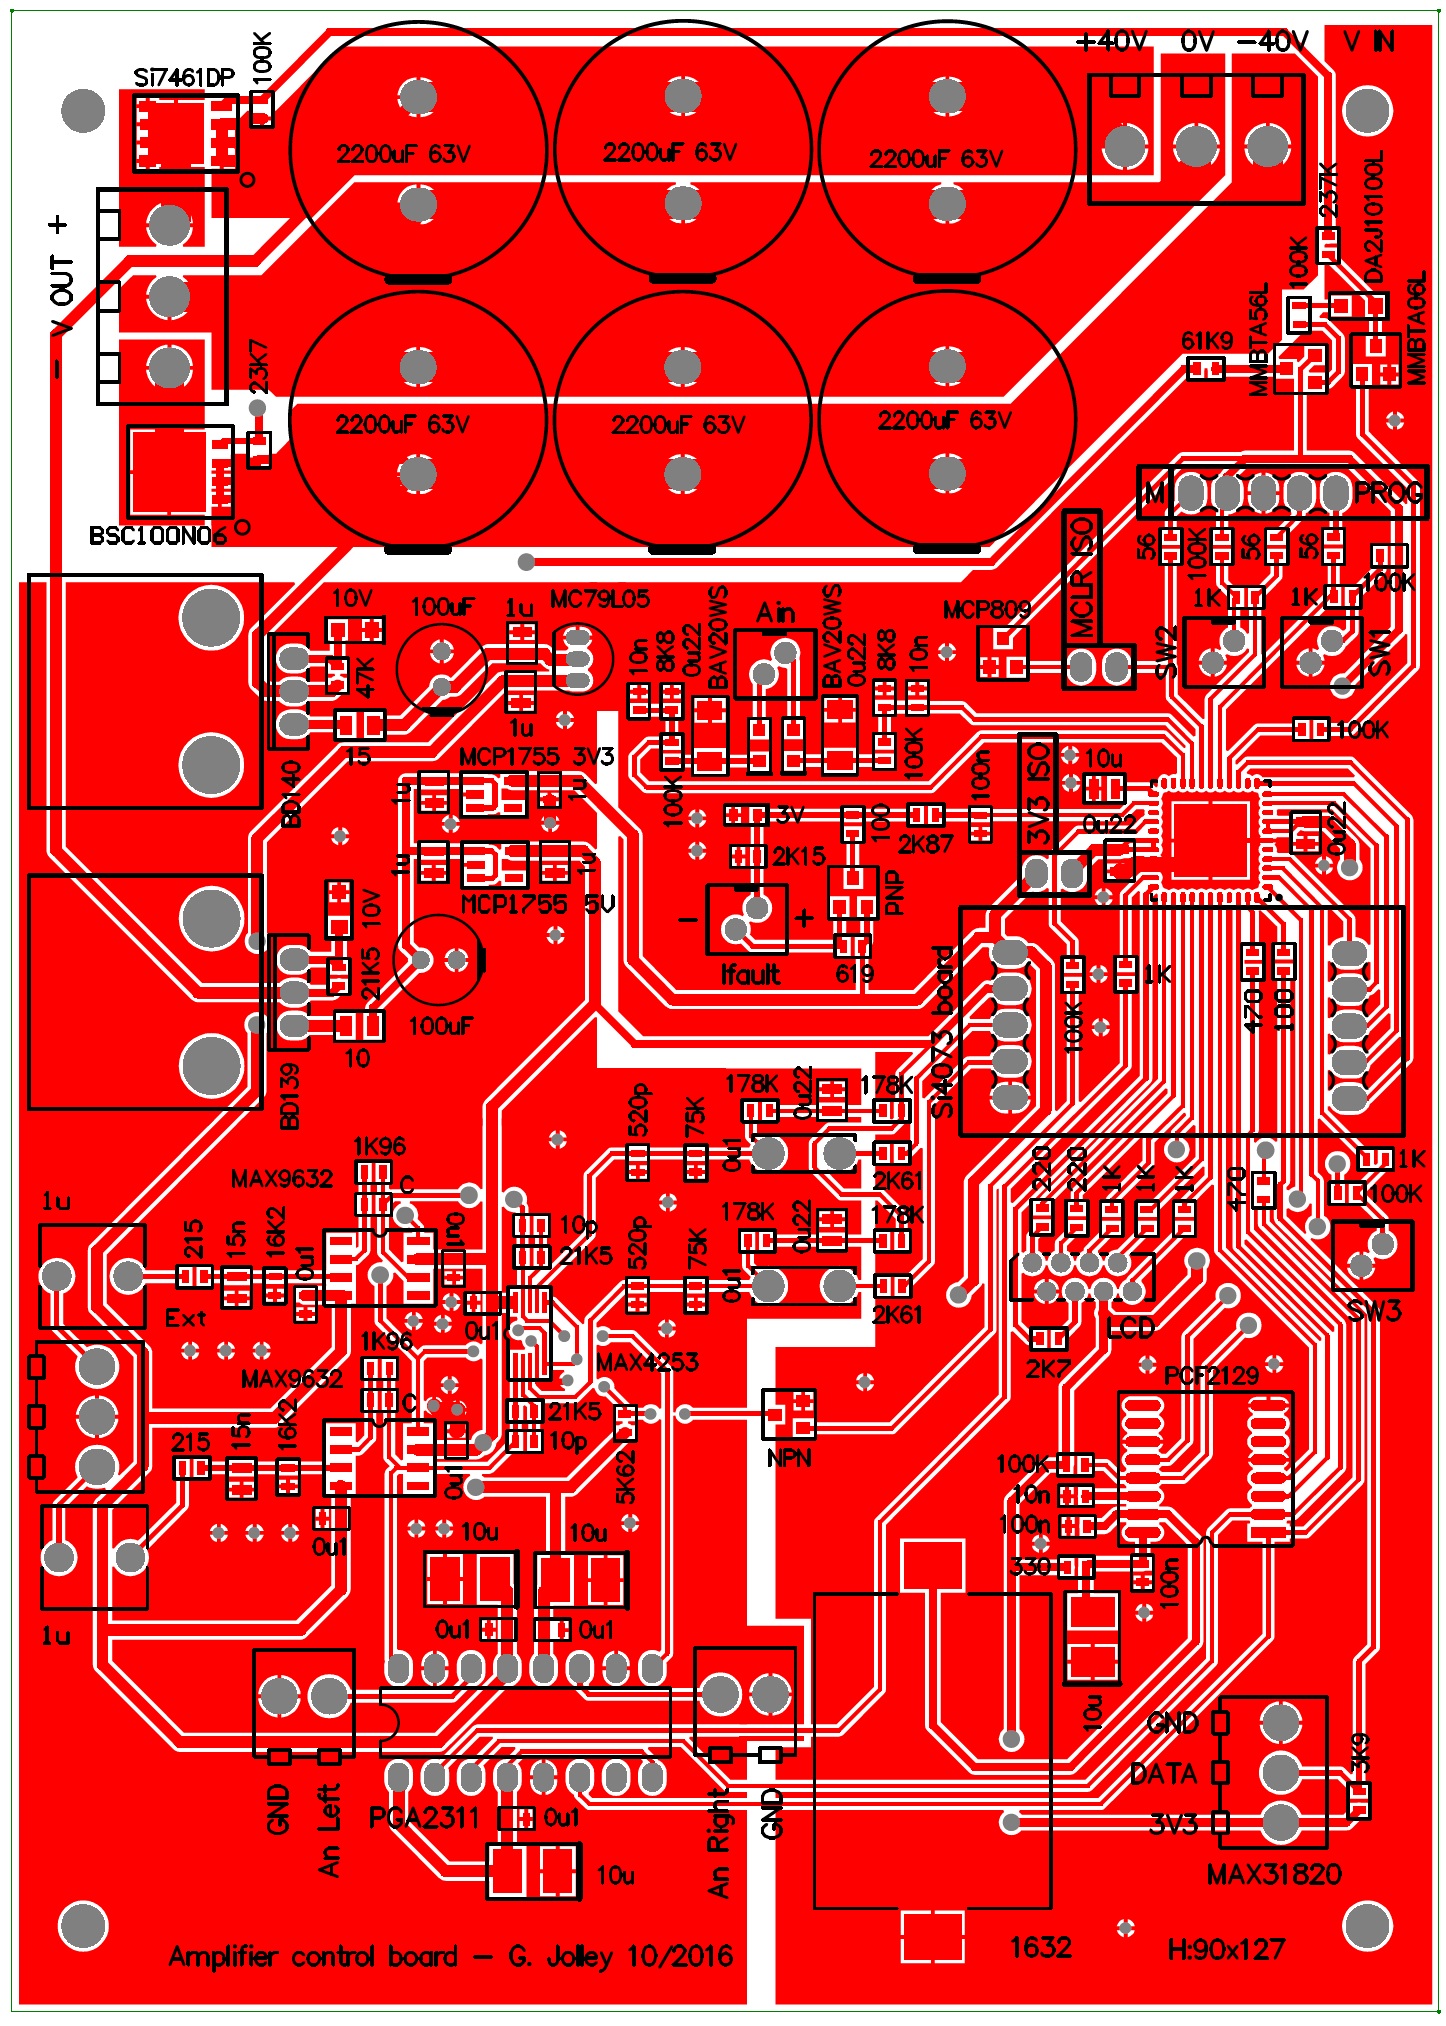 +40V 0V -40V V IN
Si7461DP
100K
2200uF 63V
2200uF 63V
2200uF 63V
237K
DA2J10100L
100K
MMBTA56L
MMBTA06L
61K9
- V OUT +
23K7
2200uF 63V
2200uF 63V
2200uF 63V
BSC100N06
M
PROG
56
100K
56
56
100K
MCLR ISO
1K
1K
SW2
SW1
MCP809
10V
100uF
1u
MC79L05
47K
15
BD140
1u
10n
8K8
0u22
BAV20WS
Ain
BAV20WS
0u22
8K8
10n
100K
100K
100K
MCP1755 3V3
1u
1u
1u
1u
MCP1755 5V
3V
2K15
100
2K87
100n
3V3 ISO
10u
0u22
0u22
PNP
- +
Ifault
619
10V
21K5
10
BD139
100uF
Si4073 board
100K
1K
470
100
178K
0u22
178K
520p
75K
0u1
2K61
178K
0u22
178K
520p
75K
0u1
2K61
220
220
1K
1K
1K
470
1K
100K
SW3
LCD
2K7
1K96
MAX9632
C
1u
215
15n
16K2
0u1
0u1
10p
21K5
Ext
0u1
1K96
MAX9632
C
MAX4253
21K5
10p
215
15n
16K2
0u1
0u1
5K62
NPN
PCF2129
100K
10n
100n
330
100n
10u
1u
10u
10u
0u1
0u1
GND
An Left
PGA2311
0u1
10u
An Right
GND
GND
DATA
3V3
3K9
MAX31820
1632
H:90x127
Amplifier control board - G. Jolley 10/2016